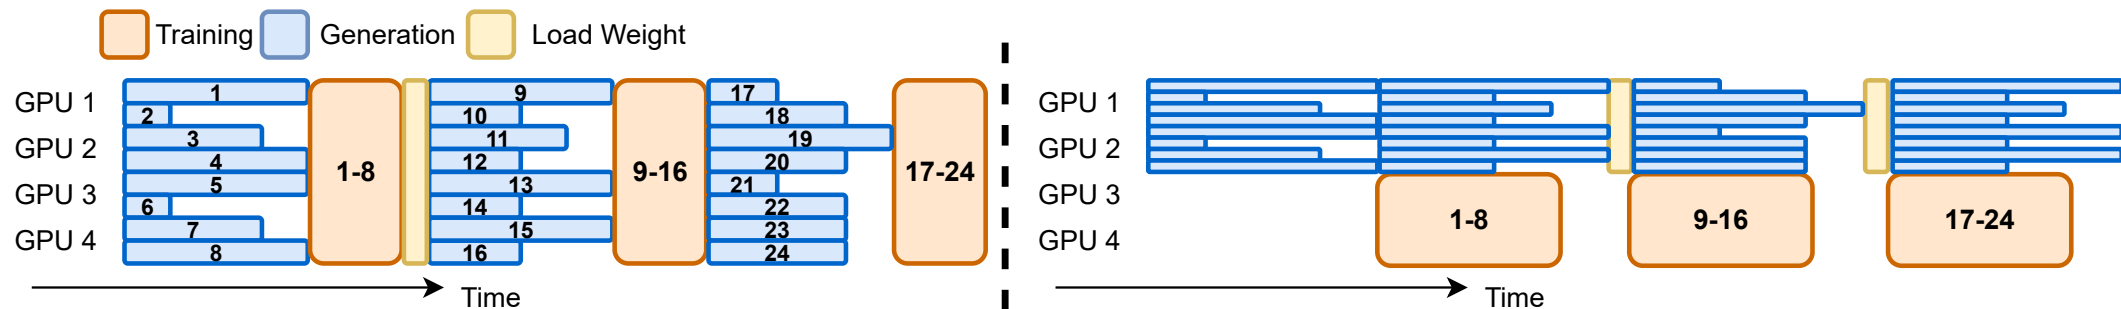 Training
Generation
Load Weight
GPU 1
GPU 2
GPU 3
GPU 4
1
2
3
4
5
6
7
8
1-8
9
10
11
12
13
14
15
16
9-16
17
18
19
20
21
22
23
24
17-24
Time
GPU 1
GPU 2
GPU 3
GPU 4
1-8
9-16
17-24
Time